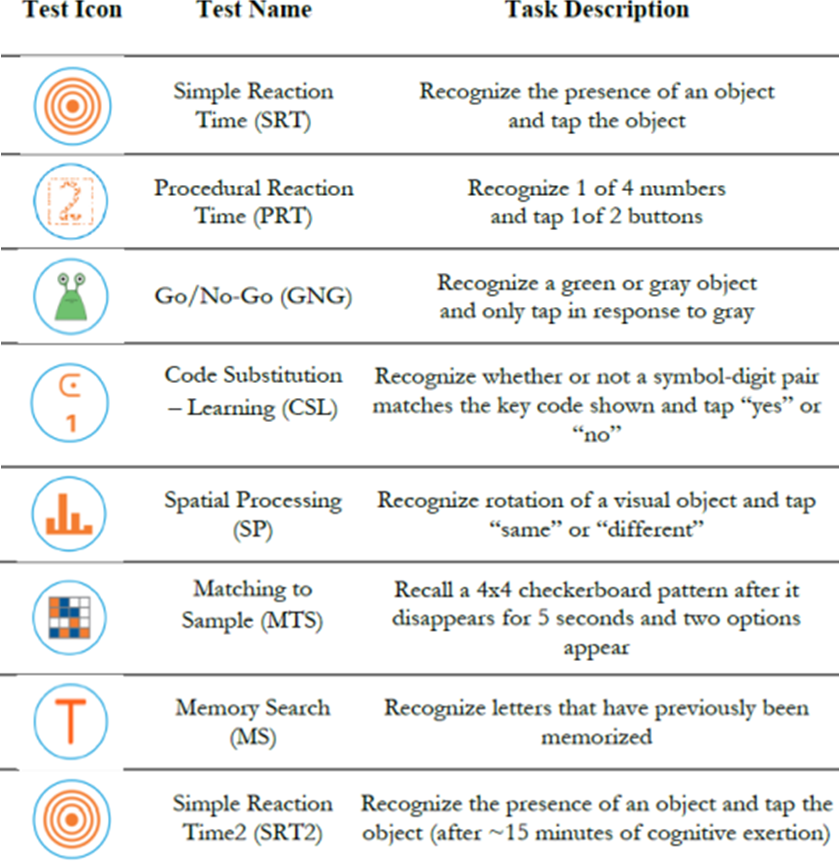 Test Icon Test Name Task Description
Simple Reaction
Time (SRT)
Recognize the presence of an object
and tap the object
2
Procedural Reaction
Time (PRT)
Recognize 1 of 4 numbers
and tap 1of 2 buttons
Go/No-Go (GNG)
Recognize a green or gray object
and only tap in response to gray
1
Code Substitution
– Learning (CSL)
Recognize whether or not a symbol-digit pair
matches the key code shown and tap “yes” or
“no”
Spatial Processing
(SP)
Recognize rotation of a visual object and tap
“same” or “different”
Matching to
Sample (MTS)
Recall a 4x4 checkerboard pattern after it
disappears for 5 seconds and two options
appear
T
Memory Search
(MS)
Recognize letters that have previously been
memorized
Simple Reaction
Time2 (SRT2)
Recognize the presence of an object and tap the
object (after ~15 minutes of cognitive exertion)